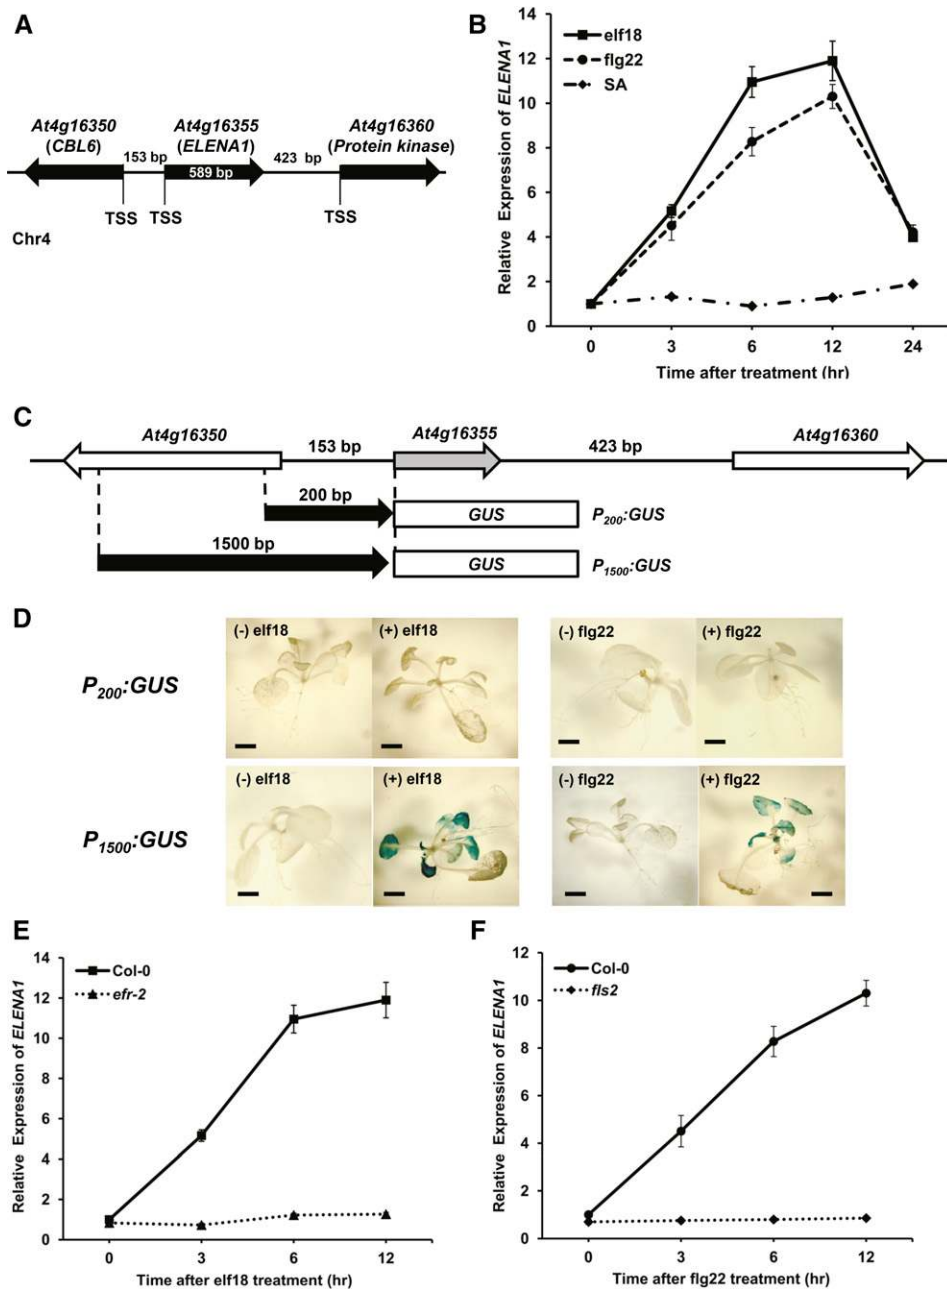 A
At4g16350 At4g16355 At4g16360
(CBL6) 153 bp (ELENA1) 423 bp (Protein kinase)
589 bp
TSS TSS TSS
Chr4
B
Relative Expression of ELENA1
14
12
10
8
6
4
2
0
elf18
flg22
SA
0 3 6 12 24
Time after treatment (hr)
C
At4g16350 153 bp At4g16355 423 bp At4g16360
200 bp GUS P200:GUS
1500 bp GUS P1500:GUS
D
P200:GUS
(-) elf18 (+) elf18 (-) flg22 (+) flg22
P1500:GUS
(-) elf18 (+) elf18 (-) flg22 (+) flg22
E
Relative Expression of ELENA1
14
12
10
8
6
4
2
0
Col-0
efr-2
0 3 6 12
Time after elf18 treatment (hr)
F
Relative Expression of ELENA1
12
10
8
6
4
2
0
Col-0
fls2
0 3 6 12
Time after flg22 treatment (hr)